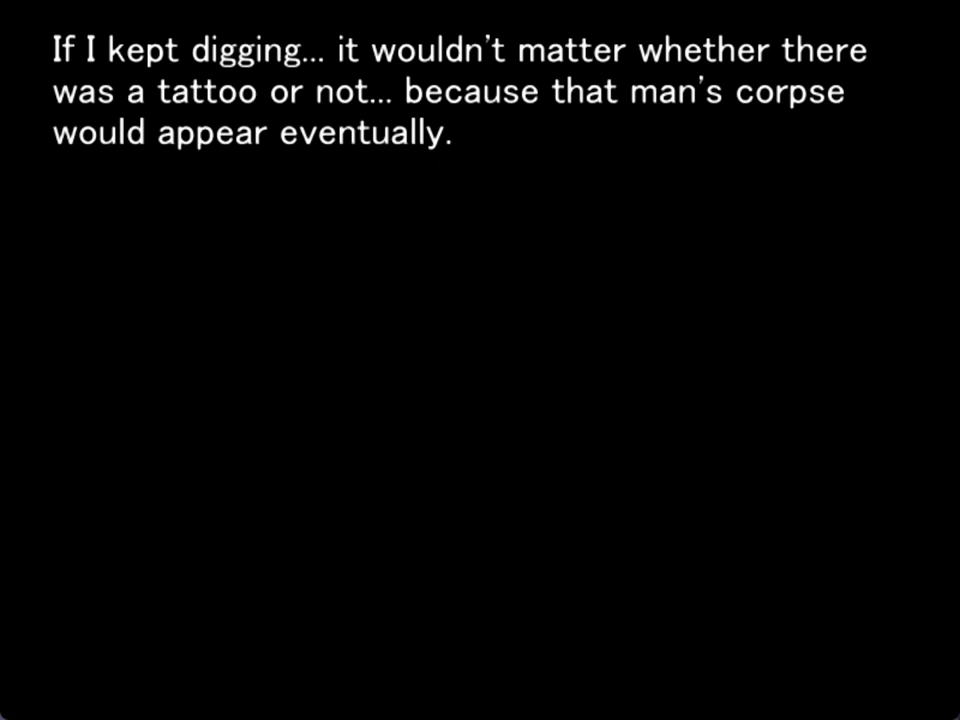 If I kept digging... it wouldn't matter whether there
was a tattoo or not... because that man's corpse
would appear eventually.